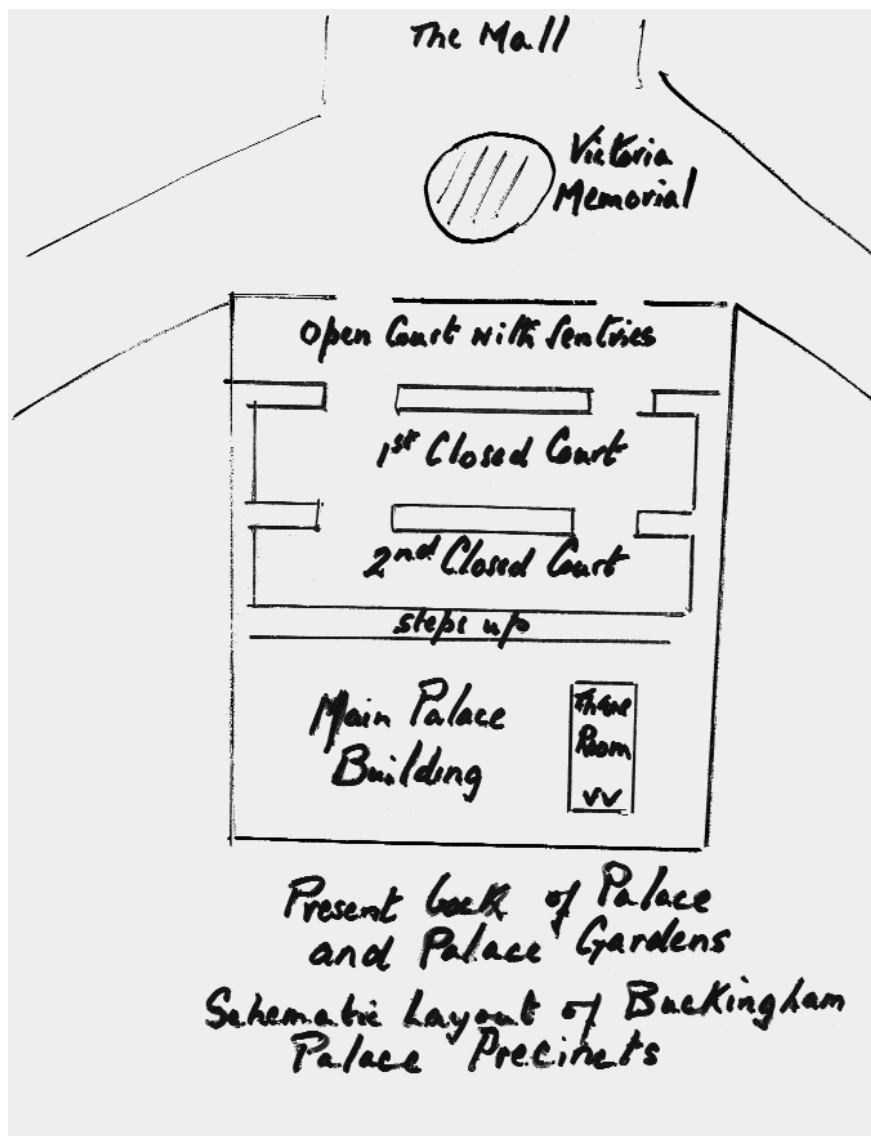 The Mall
Victoria
Memorial
Open Court with Sentries
1st Closed Court
2nd Closed Court
steps up
Main Palace
Building
Throne
Room
VV
Present back of Palace
and Palace Gardens
Schematic Layout of Buckingham
Palace Precincts